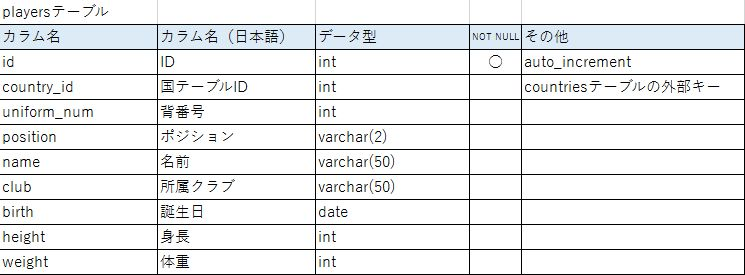 playersテーブル
カラム名 カラム名（日本語） データ型 NOT NULL その他
id ID int ○ auto_increment
country_id 国テーブルID int countriesテーブルの外部キー
uniform_num 背番号 int
position ポジション varchar(2)
name 名前 varchar(50)
club 所属クラブ varchar(50)
birth 誕生日 date
height 身長 int
weight 体重 int